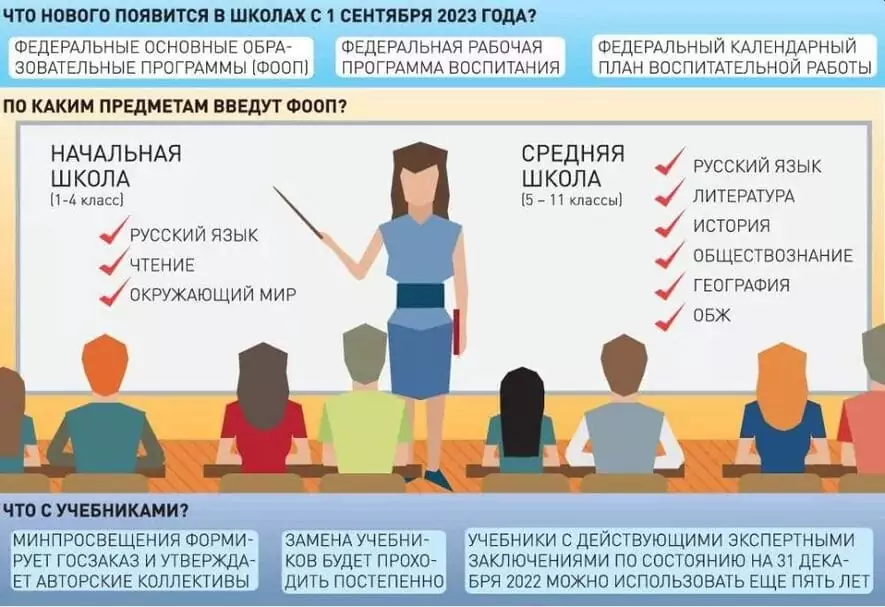 ЧТО НОВОГО ПОЯВИТСЯ В ШКОЛАХ С 1 СЕНТЯБРЯ 2023 ГОДА?
ФЕДЕРАЛЬНЫЕ ОСНОВНЫЕ ОБРА-
ЗОВАТЕЛЬНЫЕ ПРОГРАММЫ (ФООП)
ФЕДЕРАЛЬНАЯ РАБОЧАЯ
ПРОГРАММА ВОСПИТАНИЯ
ФЕДЕРАЛЬНЫЙ КАЛЕНДАРНЫЙ
ПЛАН ВОСПИТАТЕЛЬНОЙ РАБОТЫ
ПО КАКИМ ПРЕДМЕТАМ ВВЕДУТ ФООП?
НАЧАЛЬНАЯ
ШКОЛА
(1-4 класс)
РУССКИЙ ЯЗЫК
ЧТЕНИЕ
ОКРУЖАЮЩИЙ МИР
СРЕДНЯЯ
ШКОЛА
(5 – 11 классы)
РУССКИЙ ЯЗЫК
ЛИТЕРАТУРА
ИСТОРИЯ
ОБЩЕСТВОЗНАНИЕ
ГЕОГРАФИЯ
ОБЖ
ЧТО С УЧЕБНИКАМИ?
МИНПРОСВЕЩЕНИЯ ФОРМИ-
РУЕТ ГОСЗАКАЗ И УТВЕРЖДА-
ЕТ АВТОРСКИЕ КОЛЛЕКТИВЫ
ЗАМЕНА УЧЕБНИ-
КОВ БУДЕТ ПРОХО-
ДИТЬ ПОСТЕПЕННО
УЧЕБНИКИ С ДЕЙСТВУЮЩИМИ ЭКСПЕРТНЫМИ
ЗАКЛЮЧЕНИЯМИ ПО СОСТОЯНИЮ НА 31 ДЕКА-
БРЯ 2022 МОЖНО ИСПОЛЬЗОВАТЬ ЕЩЕ ПЯТЬ ЛЕТ